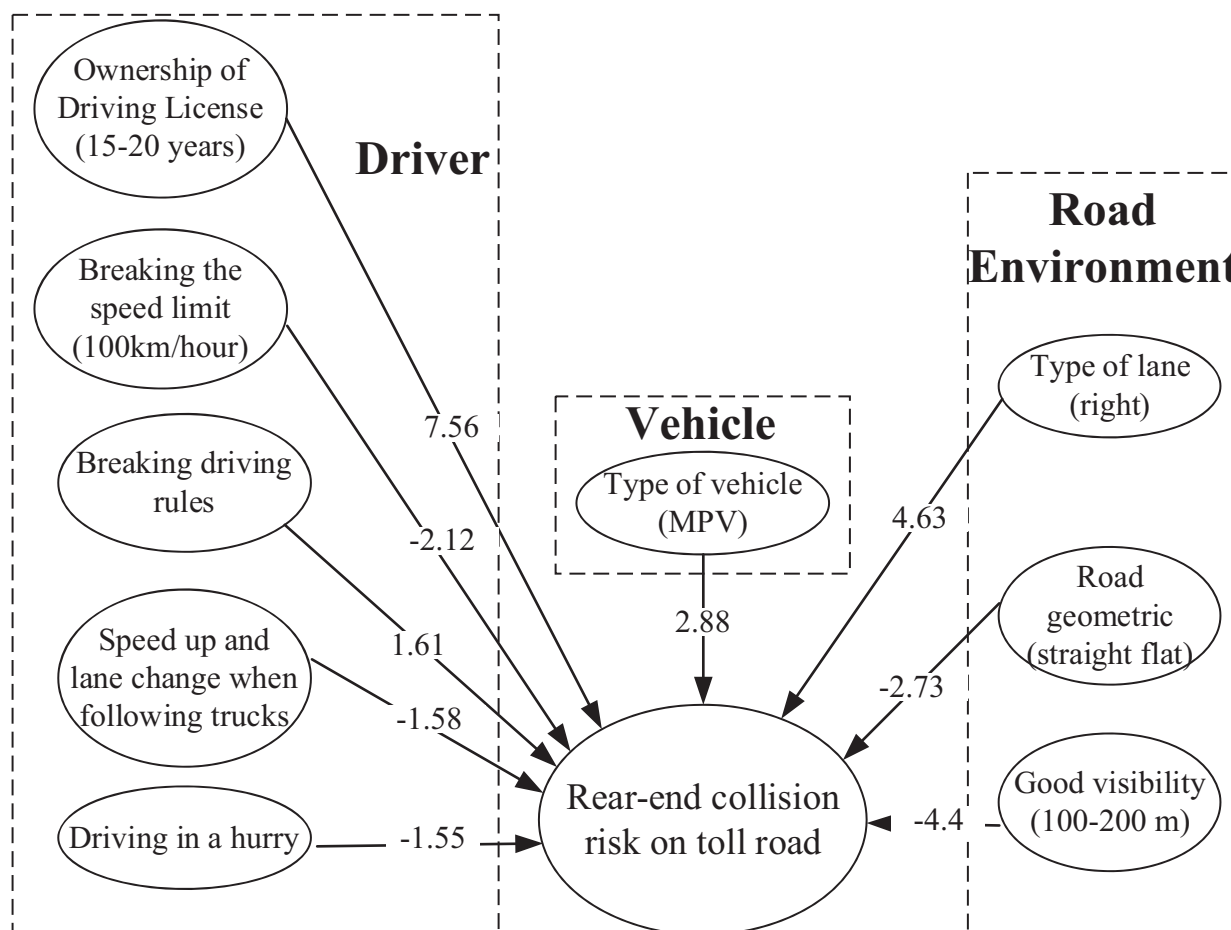 Driver
Ownership of
Driving License
(15-20 years)
Breaking the
speed limit
(100km/hour)
Breaking driving
rules
Speed up and
lane change when
following trucks
Driving in a hurry
7.56
-2.12
1.61
-1.58
-1.55
Vehicle
Type of vehicle
(MPV)
2.88
Rear-end collision
risk on toll road
Road
Environment
Type of lane
(right)
Road
geometric
(straight flat)
Good visibility
(100-200 m)
4.63
-2.73
-4.4